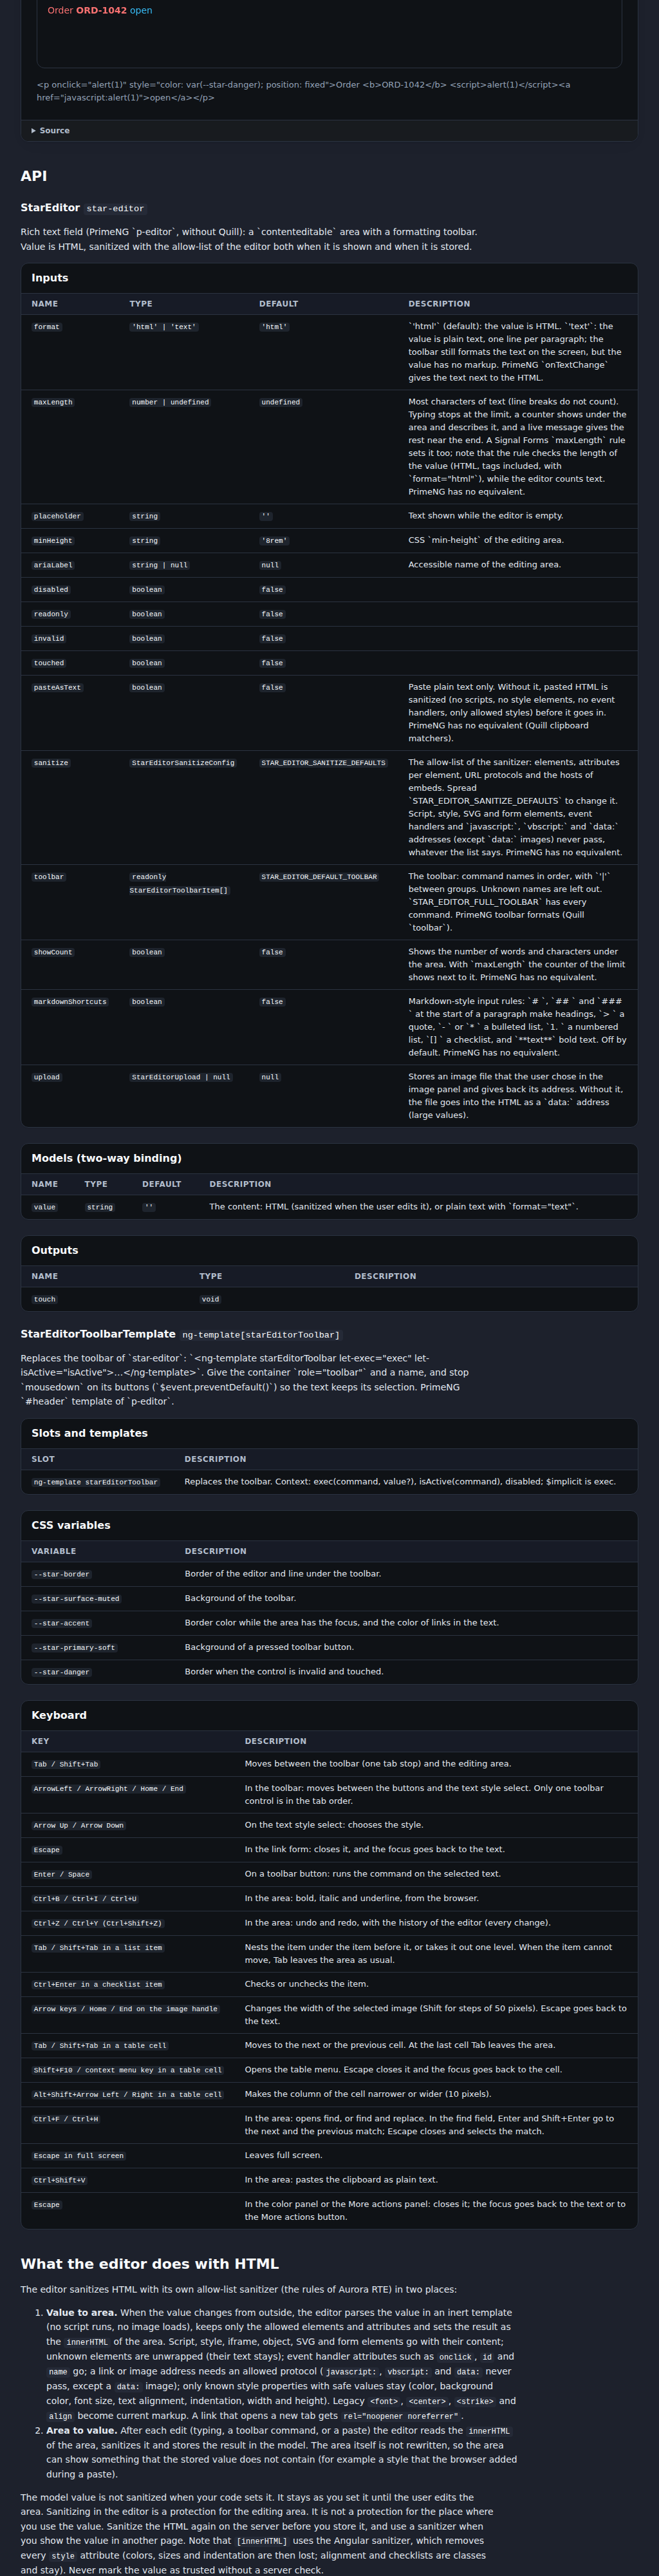 Order ORD-1042 open
<p onclick="alert(1)" style="color: var(--star-danger); position: fixed">Order <b>ORD-1042</b> <script>alert(1)</script><a
href="javascript:alert(1)">open</a></p>
Source
API
StarEditor star-editor
Rich text field (PrimeNG `p-editor`, without Quill): a `contenteditable` area with a formatting toolbar.
Value is HTML, sanitized with the allow-list of the editor both when it is shown and when it is stored.
Inputs
NAME TYPE DEFAULT DESCRIPTION
format 'html' | 'text' 'html' `'html'` (default): the value is HTML. `'text'`: the
value is plain text, one line per paragraph; the
toolbar still formats the text on the screen, but the
value has no markup. PrimeNG `onTextChange`
gives the text next to the HTML.
maxLength number | undefined undefined Most characters of text (line breaks do not count).
Typing stops at the limit, a counter shows under the
area and describes it, and a live message gives the
rest near the end. A Signal Forms `maxLength` rule
sets it too; note that the rule checks the length of
the value (HTML, tags included, with
`format="html"`), while the editor counts text.
PrimeNG has no equivalent.
placeholder string '' Text shown while the editor is empty.
minHeight string '8rem' CSS `min-height` of the editing area.
ariaLabel string | null null Accessible name of the editing area.
disabled boolean false
readonly boolean false
invalid boolean false
touched boolean false
pasteAsText boolean false Paste plain text only. Without it, pasted HTML is
sanitized (no scripts, no style elements, no event
handlers, only allowed styles) before it goes in.
PrimeNG has no equivalent (Quill clipboard
matchers).
sanitize StarEditorSanitizeConfig STAR_EDITOR_SANITIZE_DEFAULTS The allow-list of the sanitizer: elements, attributes
per element, URL protocols and the hosts of
embeds. Spread
`STAR_EDITOR_SANITIZE_DEFAULTS` to change it.
Script, style, SVG and form elements, event
handlers and `javascript:`, `vbscript:` and `data:`
addresses (except `data:` images) never pass,
whatever the list says. PrimeNG has no equivalent.
toolbar readonly STAR_EDITOR_DEFAULT_TOOLBAR The toolbar: command names in order, with `'|'`
StarEditorToolbarItem[] between groups. Unknown names are left out.
`STAR_EDITOR_FULL_TOOLBAR` has every
command. PrimeNG toolbar formats (Quill
`toolbar`).
showCount boolean false Shows the number of words and characters under
the area. With `maxLength` the counter of the limit
shows next to it. PrimeNG has no equivalent.
markdownShortcuts boolean false Markdown-style input rules: `# `, `## ` and `###
` at the start of a paragraph make headings, `> ` a
quote, `- ` or `* ` a bulleted list, `1. ` a numbered
list, `[] ` a checklist, and `**text**` bold text. Off by
default. PrimeNG has no equivalent.
upload StarEditorUpload | null null Stores an image file that the user chose in the
image panel and gives back its address. Without it,
the file goes into the HTML as a `data:` address
(large values).
Models (two-way binding)
NAME TYPE DEFAULT DESCRIPTION
value string '' The content: HTML (sanitized when the user edits it), or plain text with `format="text"`.
Outputs
NAME TYPE DESCRIPTION
touch void
StarEditorToolbarTemplate ng-template[starEditorToolbar]
Replaces the toolbar of `star-editor`: `<ng-template starEditorToolbar let-exec="exec" let-
isActive="isActive">…</ng-template>`. Give the container `role="toolbar"` and a name, and stop
`mousedown` on its buttons (`$event.preventDefault()`) so the text keeps its selection. PrimeNG
`#header` template of `p-editor`.
Slots and templates
SLOT DESCRIPTION
ng-template starEditorToolbar Replaces the toolbar. Context: exec(command, value?), isActive(command), disabled; $implicit is exec.
CSS variables
VARIABLE DESCRIPTION
--star-border Border of the editor and line under the toolbar.
--star-surface-muted Background of the toolbar.
--star-accent Border color while the area has the focus, and the color of links in the text.
--star-primary-soft Background of a pressed toolbar button.
--star-danger Border when the control is invalid and touched.
Keyboard
KEY DESCRIPTION
Tab / Shift+Tab Moves between the toolbar (one tab stop) and the editing area.
ArrowLeft / ArrowRight / Home / End In the toolbar: moves between the buttons and the text style select. Only one toolbar
control is in the tab order.
Arrow Up / Arrow Down On the text style select: chooses the style.
Escape In the link form: closes it, and the focus goes back to the text.
Enter / Space On a toolbar button: runs the command on the selected text.
Ctrl+B / Ctrl+I / Ctrl+U In the area: bold, italic and underline, from the browser.
Ctrl+Z / Ctrl+Y (Ctrl+Shift+Z) In the area: undo and redo, with the history of the editor (every change).
Tab / Shift+Tab in a list item Nests the item under the item before it, or takes it out one level. When the item cannot
move, Tab leaves the area as usual.
Ctrl+Enter in a checklist item Checks or unchecks the item.
Arrow keys / Home / End on the image handle Changes the width of the selected image (Shift for steps of 50 pixels). Escape goes back to
the text.
Tab / Shift+Tab in a table cell Moves to the next or the previous cell. At the last cell Tab leaves the area.
Shift+F10 / context menu key in a table cell Opens the table menu. Escape closes it and the focus goes back to the cell.
Alt+Shift+Arrow Left / Right in a table cell Makes the column of the cell narrower or wider (10 pixels).
Ctrl+F / Ctrl+H In the area: opens find, or find and replace. In the find field, Enter and Shift+Enter go to
the next and the previous match; Escape closes and selects the match.
Escape in full screen Leaves full screen.
Ctrl+Shift+V In the area: pastes the clipboard as plain text.
Escape In the color panel or the More actions panel: closes it; the focus goes back to the text or to
the More actions button.
What the editor does with HTML
The editor sanitizes HTML with its own allow-list sanitizer (the rules of Aurora RTE) in two places:
1. Value to area. When the value changes from outside, the editor parses the value in an inert template
(no script runs, no image loads), keeps only the allowed elements and attributes and sets the result as
the innerHTML of the area. Script, style, iframe, object, SVG and form elements go with their content;
unknown elements are unwrapped (their text stays); event handler attributes such as onclick, id and
name go; a link or image address needs an allowed protocol (javascript:, vbscript: and data: never
pass, except a data: image); only known style properties with safe values stay (color, background
color, font size, text alignment, indentation, width and height). Legacy <font>, <center>, <strike> and
align become current markup. A link that opens a new tab gets rel="noopener noreferrer".
2. Area to value. After each edit (typing, a toolbar command, or a paste) the editor reads the innerHTML
of the area, sanitizes it and stores the result in the model. The area itself is not rewritten, so the area
can show something that the stored value does not contain (for example a style that the browser added
during a paste).
The model value is not sanitized when your code sets it. It stays as you set it until the user edits the
area. Sanitizing in the editor is a protection for the editing area. It is not a protection for the place where
you use the value. Sanitize the HTML again on the server before you store it, and use a sanitizer when
you show the value in another page. Note that [innerHTML] uses the Angular sanitizer, which removes
every style attribute (colors, sizes and indentation are then lost; alignment and checklists are classes
and stay). Never mark the value as trusted without a server check.